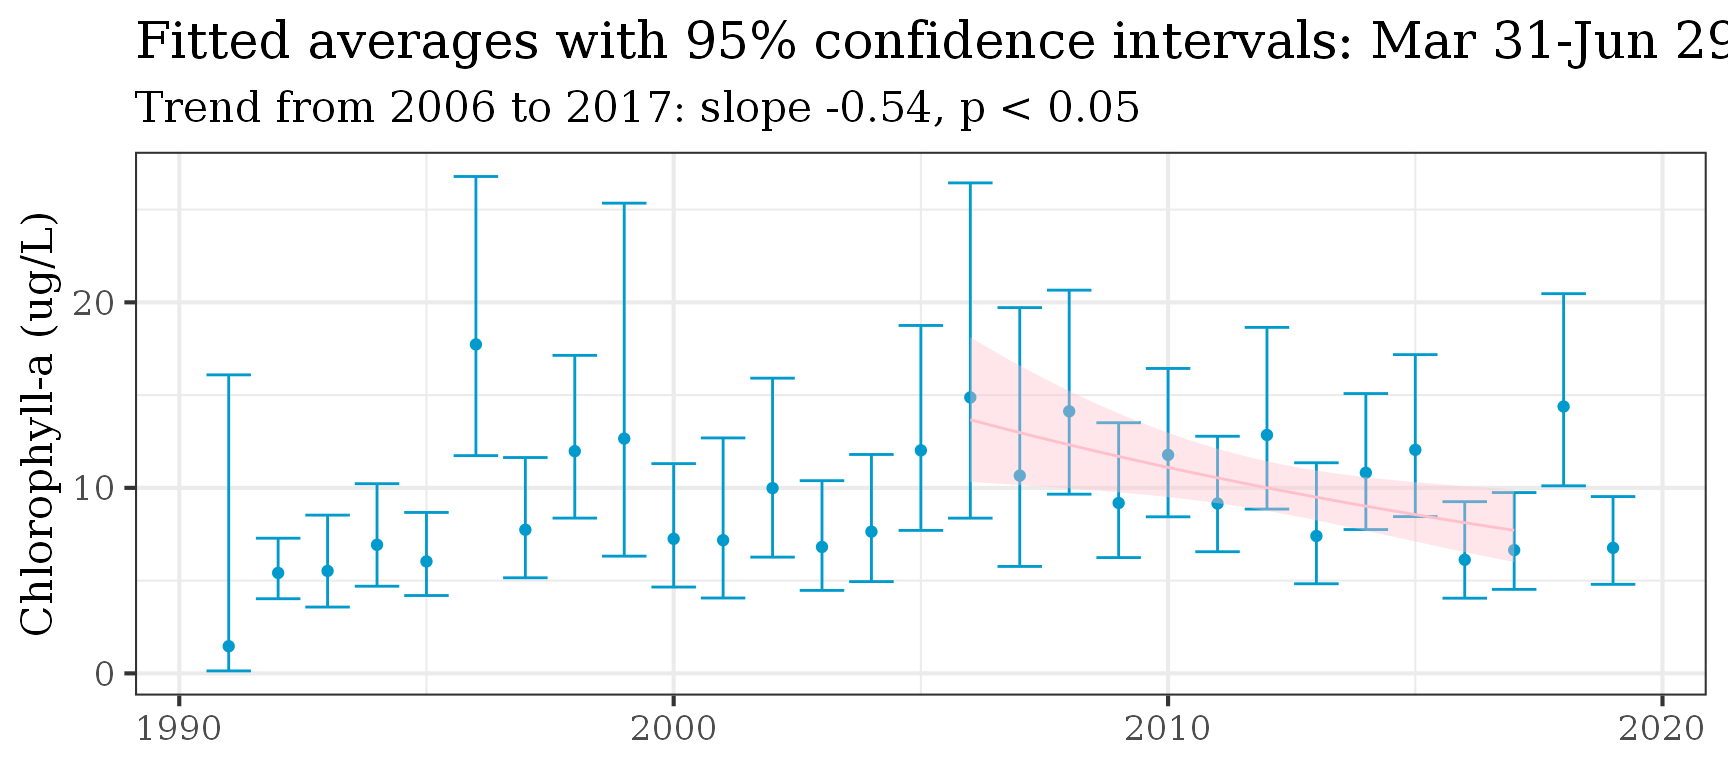 Fitted averages with 95% confidence intervals: Mar 31-Jun 29
Trend from 2006 to 2017: slope -0.54, p < 0.05
Chlorophyll-a (ug/L)
20
10
0
1990 2000 2010 2020